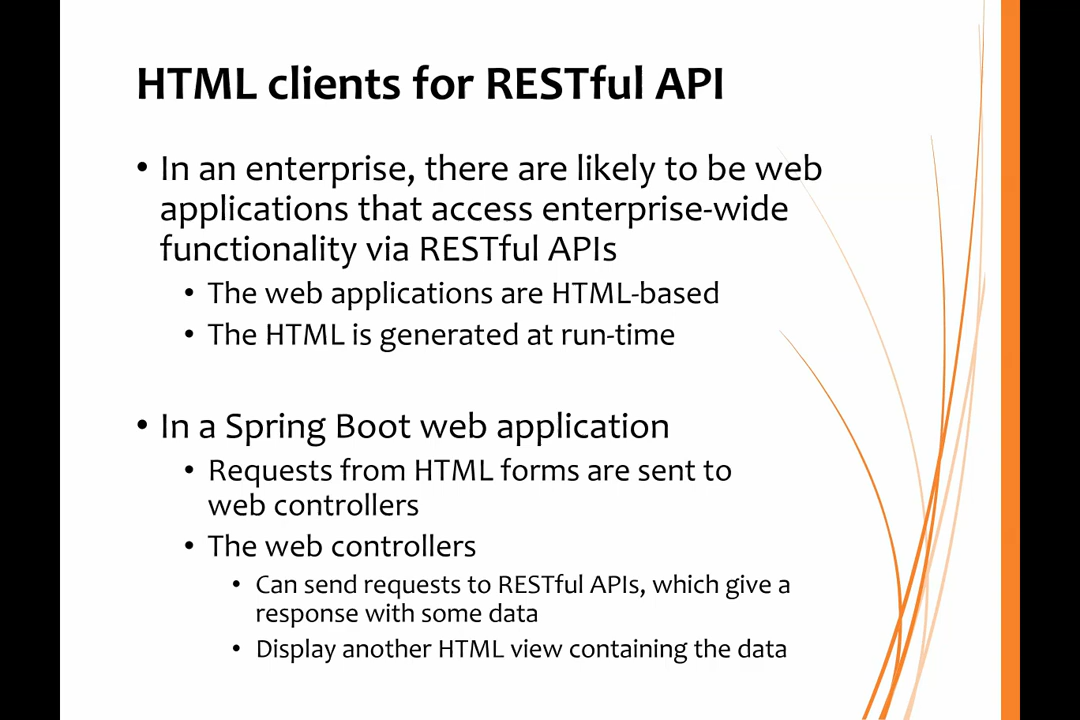 HTML clients for RESTful API
• In an enterprise, there are likely to be web
applications that access enterprise-wide
functionality via RESTful APIs
• The web applications are HTML-based
• The HTML is generated at run-time
• In a Spring Boot web application
• Requests from HTML forms are sent to
web controllers
• The web controllers
• Can send requests to RESTful APIs, which give a
response with some data
• Display another HTML view containing the data